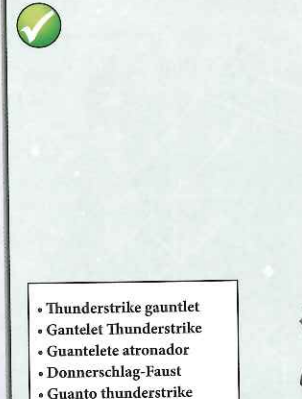 • Thunderstrike gauntlet
• Gantelet Thunderstrike
• Guantelete atronador
• Donnerschlag-Faust
• Guanto thunderstrike